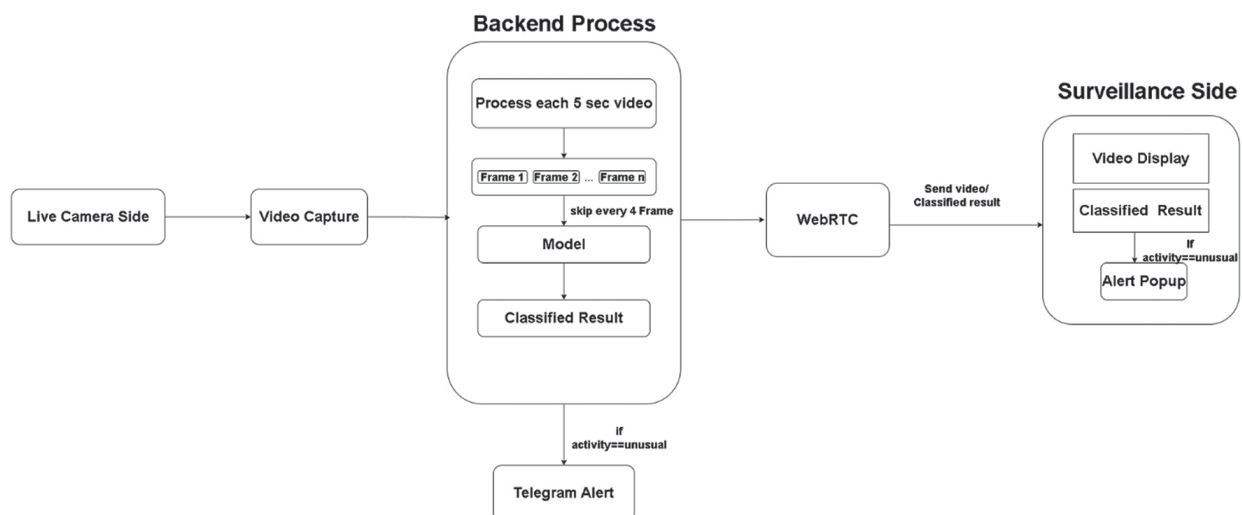 Backend Process
Process each 5 sec video
Frame 1 Frame 2 ... Frame n
skip every 4 Frame
Model
Classified Result
Live Camera Side
Video Capture
if
activity==unusual
Telegram Alert
WebRTC
Send video/
Classified result
Surveillance Side
Video Display
Classified Result
If
activity==unusual
Alert Popup